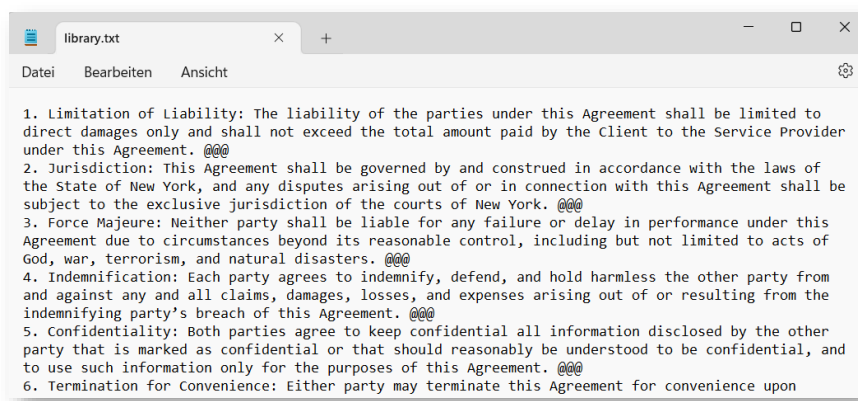 library.txt
Datei Bearbeiten Ansicht
1. Limitation of Liability: The liability of the parties under this Agreement shall be limited to
direct damages only and shall not exceed the total amount paid by the Client to the Service Provider
under this Agreement. @@@
2. Jurisdiction: This Agreement shall be governed by and construed in accordance with the laws of
the State of New York, and any disputes arising out of or in connection with this Agreement shall be
subject to the exclusive jurisdiction of the courts of New York. @@@
3. Force Majeure: Neither party shall be liable for any failure or delay in performance under this
Agreement due to circumstances beyond its reasonable control, including but not limited to acts of
God, war, terrorism, and natural disasters. @@@
4. Indemnification: Each party agrees to indemnify, defend, and hold harmless the other party from
and against any and all claims, damages, losses, and expenses arising out of or resulting from the
indemnifying party’s breach of this Agreement. @@@
5. Confidentiality: Both parties agree to keep confidential all information disclosed by the other
party that is marked as confidential or that should reasonably be understood to be confidential, and
to use such information only for the purposes of this Agreement. @@@
6. Termination for Convenience: Either party may terminate this Agreement for convenience upon